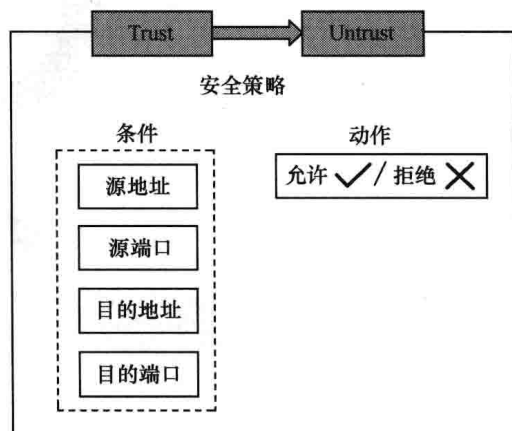 Trust Untrust
安全策略
条件 动作
源地址 允许 ✓ / 拒绝 ✕
源端口
目的地址
目的端口